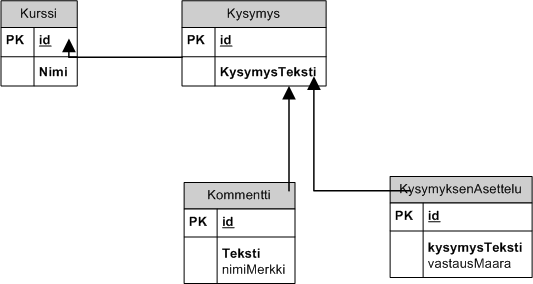 Kurssi
PK id
Nimi
Kysymys
PK id
KysymysTeksti
Kommentti
PK id
Teksti
nimiMerkki
KysymyksenAsettelu
PK id
kysymysTeksti
vastausMaara